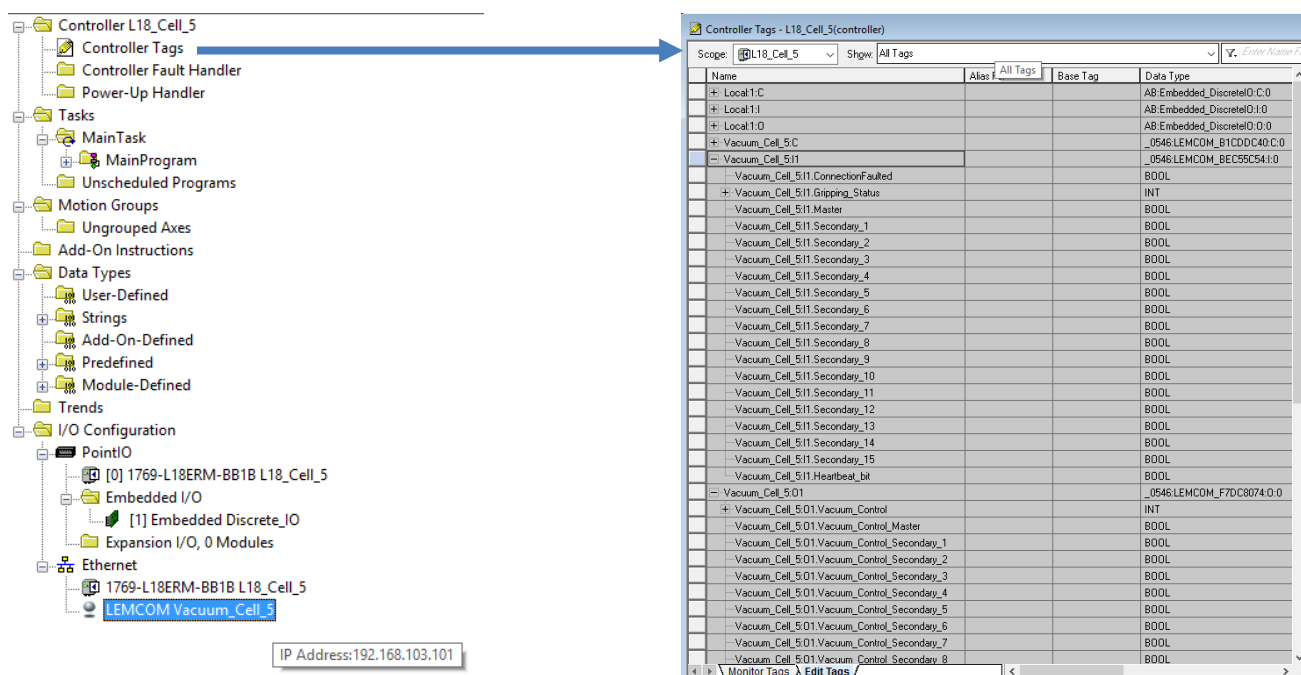 Controller L18_Cell_5
Controller Tags
Controller Fault Handler
Power-Up Handler
Tasks
MainTask
MainProgram
Unscheduled Programs
Motion Groups
Ungrouped Axes
Add-On Instructions
Data Types
User-Defined
Strings
Add-On-Defined
Predefined
Module-Defined
Trends
I/O Configuration
PointIO
[0] 1769-L18ERM-BB1B L18_Cell_5
Embedded I/O
[1] Embedded Discrete_IO
Expansion I/O, 0 Modules
Ethernet
1769-L18ERM-BB1B L18_Cell_5
LEMCOM Vacuum_Cell_5
IP Address:192.168.103.101
Controller Tags - L18_Cell_5(controller)
Scope: L18_Cell_5 Show: All Tags Enter Name F
All Tags
Name Alias F Base Tag Data Type
Local:1:C AB:Embedded_DiscreteIO:C:0
Local:1:I AB:Embedded_DiscreteIO:I:0
Local:1:O AB:Embedded_DiscreteIO:O:0
Vacuum_Cell_5:C _0546:LEMCOM_B1CDDC40:C:0
Vacuum_Cell_5:I1 _0546:LEMCOM_BEC55C54:I:0
Vacuum_Cell_5:I1.ConnectionFaulted BOOL
Vacuum_Cell_5:I1.Gripping_Status INT
Vacuum_Cell_5:I1.Master BOOL
Vacuum_Cell_5:I1.Secondary_1 BOOL
Vacuum_Cell_5:I1.Secondary_2 BOOL
Vacuum_Cell_5:I1.Secondary_3 BOOL
Vacuum_Cell_5:I1.Secondary_4 BOOL
Vacuum_Cell_5:I1.Secondary_5 BOOL
Vacuum_Cell_5:I1.Secondary_6 BOOL
Vacuum_Cell_5:I1.Secondary_7 BOOL
Vacuum_Cell_5:I1.Secondary_8 BOOL
Vacuum_Cell_5:I1.Secondary_9 BOOL
Vacuum_Cell_5:I1.Secondary_10 BOOL
Vacuum_Cell_5:I1.Secondary_11 BOOL
Vacuum_Cell_5:I1.Secondary_12 BOOL
Vacuum_Cell_5:I1.Secondary_13 BOOL
Vacuum_Cell_5:I1.Secondary_14 BOOL
Vacuum_Cell_5:I1.Secondary_15 BOOL
Vacuum_Cell_5:I1.Heartbeat_bit BOOL
Vacuum_Cell_5:O1 _0546:LEMCOM_F7DC8074:O:0
Vacuum_Cell_5:O1.Vacuum_Control INT
Vacuum_Cell_5:O1.Vacuum_Control_Master BOOL
Vacuum_Cell_5:O1.Vacuum_Control_Secondary_1 BOOL
Vacuum_Cell_5:O1.Vacuum_Control_Secondary_2 BOOL
Vacuum_Cell_5:O1.Vacuum_Control_Secondary_3 BOOL
Vacuum_Cell_5:O1.Vacuum_Control_Secondary_4 BOOL
Vacuum_Cell_5:O1.Vacuum_Control_Secondary_5 BOOL
Vacuum_Cell_5:O1.Vacuum_Control_Secondary_6 BOOL
Vacuum_Cell_5:O1.Vacuum_Control_Secondary_7 BOOL
Vacuum_Cell_5:O1.Vacuum_Control_Secondary_8 BOOL
Monitor Tags Edit Tags